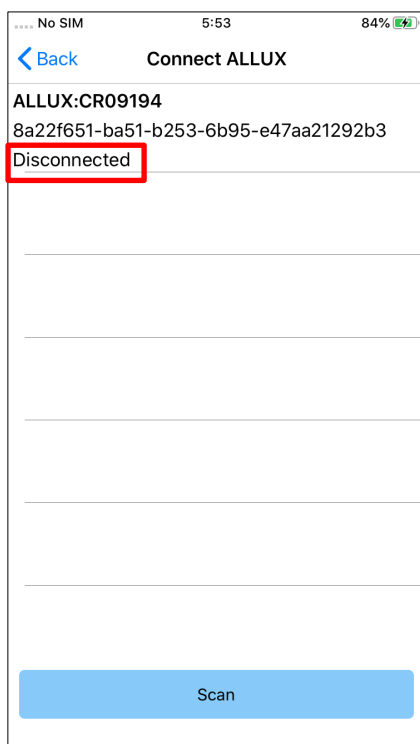 No SIM 5:53 84%
Back Connect ALLUX
ALLUX:CR09194
8a22f651-ba51-b253-6b95-e47aa21292b3
Disconnected
Scan